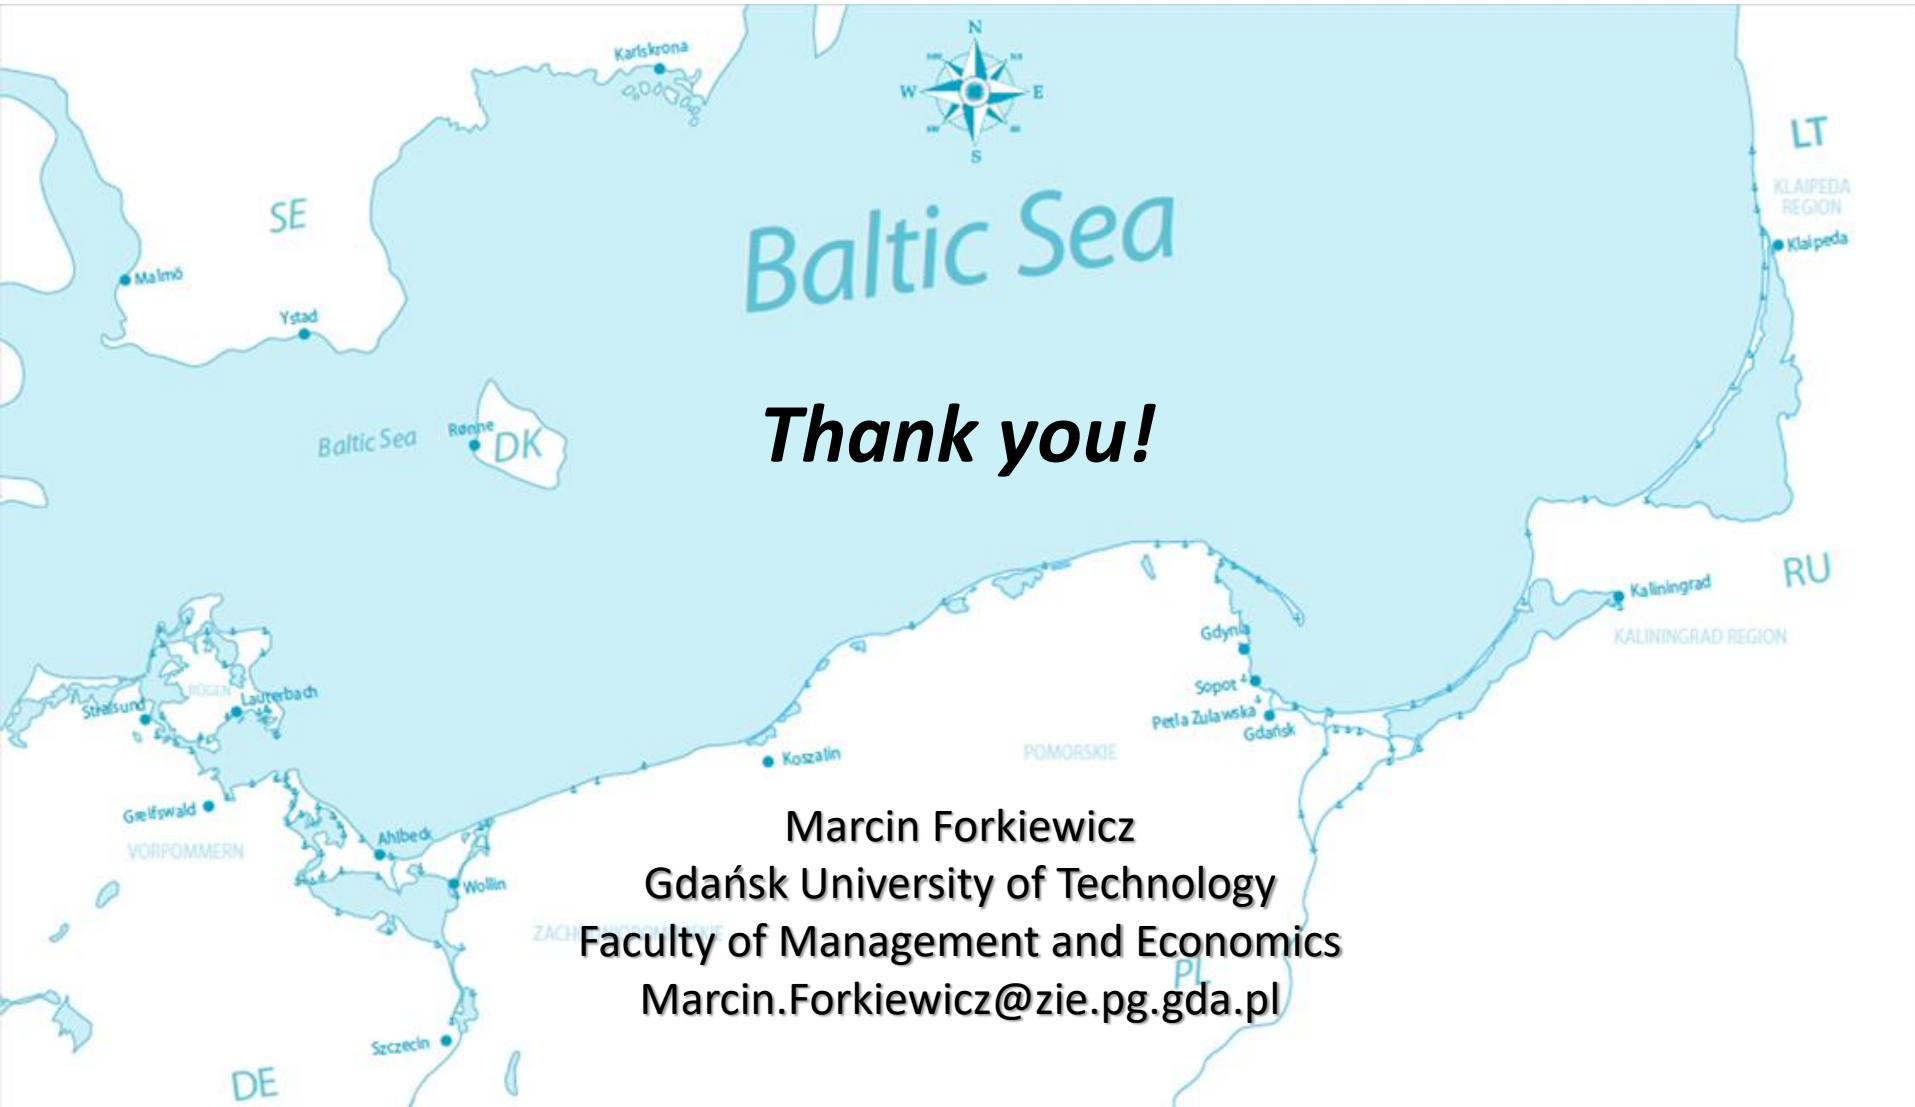 Karlskrona
N
W
E
S
LT
KLAIPEDA
REGION
Klaipeda
SE
Baltic Sea
Malmö
Ystad
Thank you!
Baltic Sea
Rønne
DK
RU
Kaliningrad
KALININGRAD REGION
Gdynia
Sopot
Petla Zulawska
Gdańsk
RÜGEN
Lauterbach
Stralsund
Koszalin
POMORSKIE
Greifswald
VORPOMMERN
Ahlbeck
Wollin
Marcin Forkiewicz
Gdańsk University of Technology
Faculty of Management and Economics
Marcin.Forkiewicz@zie.pg.gda.pl
PL
Szczecin
DE